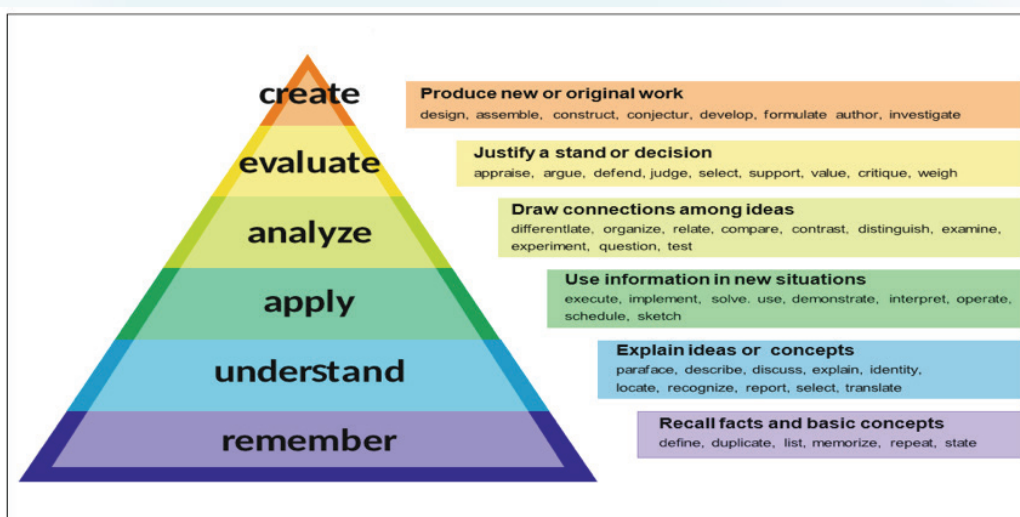 create
Produce new or original work
design, assemble, construct, conjectur, develop, formulate author, investigate
evaluate
Justify a stand or decision
appraise, argue, defend, judge, select, support, value, critique, weigh
analyze
Draw connections among ideas
differentlate, organize, relate, compare, contrast, distinguish, examine,
experiment, question, test
apply
Use information in new situations
execute, implement, solve. use, demonstrate, interpret, operate,
schedule, sketch
understand
Explain ideas or concepts
paraface, describe, discuss, explain, identity,
locate, recognize, report, select, translate
remember
Recall facts and basic concepts
define, duplicate, list, memorize, repeat, state